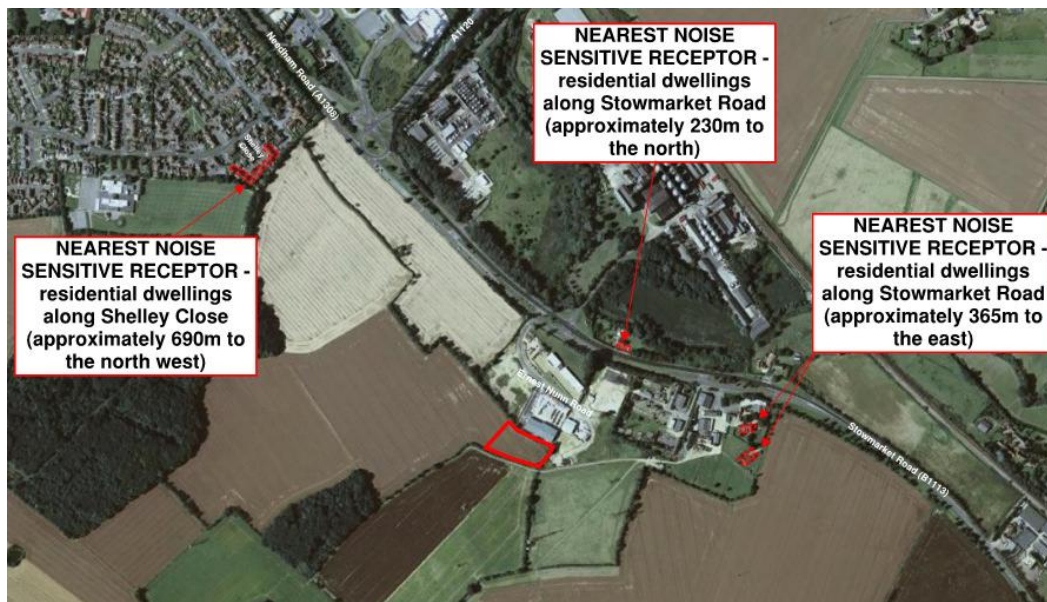 Needham Road (A1308)
A1120
Shelley
Close
NEAREST NOISE
SENSITIVE RECEPTOR -
residential dwellings
along Stowmarket Road
(approximately 230m to
the north)
NEAREST NOISE
SENSITIVE RECEPTOR -
residential dwellings
along Shelley Close
(approximately 690m to
the north west)
NEAREST NOISE
SENSITIVE RECEPTOR -
residential dwellings
along Stowmarket Road
(approximately 365m to
the east)
Ernest Nunn Road
Stowmarket Road (B1113)